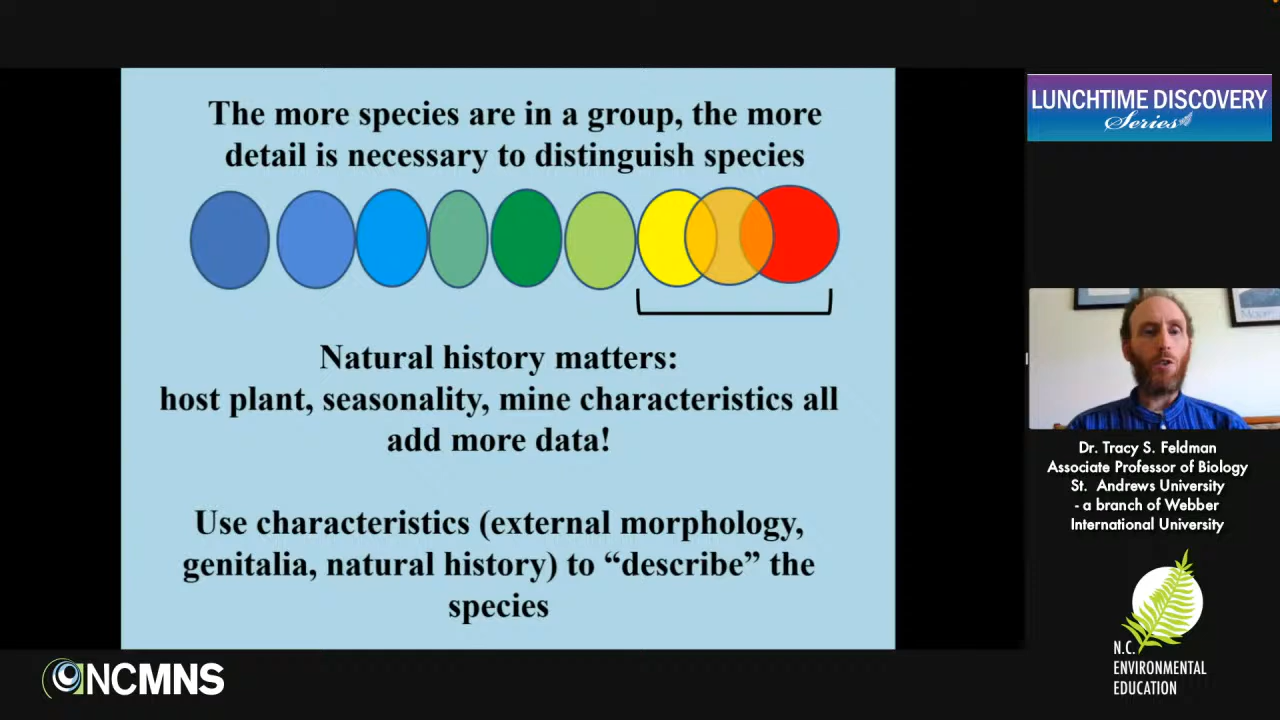 The more species are in a group, the more
detail is necessary to distinguish species
Natural history matters:
host plant, seasonality, mine characteristics all
add more data!
Use characteristics (external morphology,
genitalia, natural history) to “describe” the
species
LUNCHTIME DISCOVERY
Series
Dr. Tracy S. Feldman
Associate Professor of Biology
St. Andrews University
- a branch of Webber
International University
N.C.
ENVIRONMENTAL
EDUCATION
NCMNS